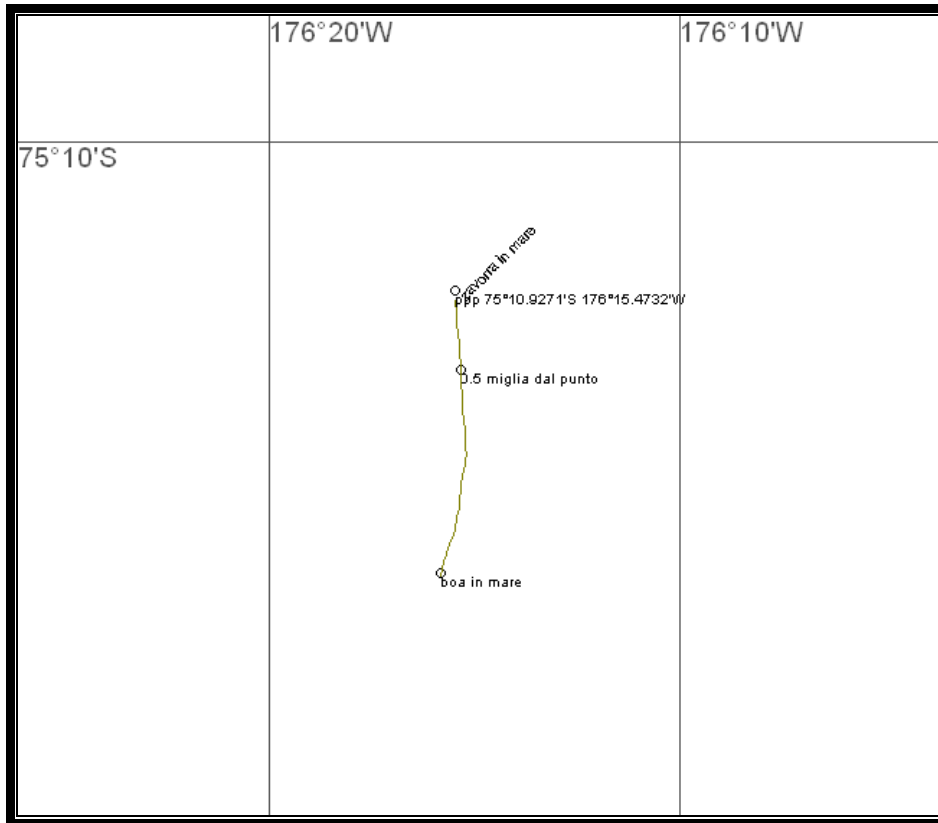 176°20'W
176°10'W
75°10'S
zavorra in mare
ppp 75°10.9271'S 176°15.4732'W
0.5 miglia dal punto
boa in mare